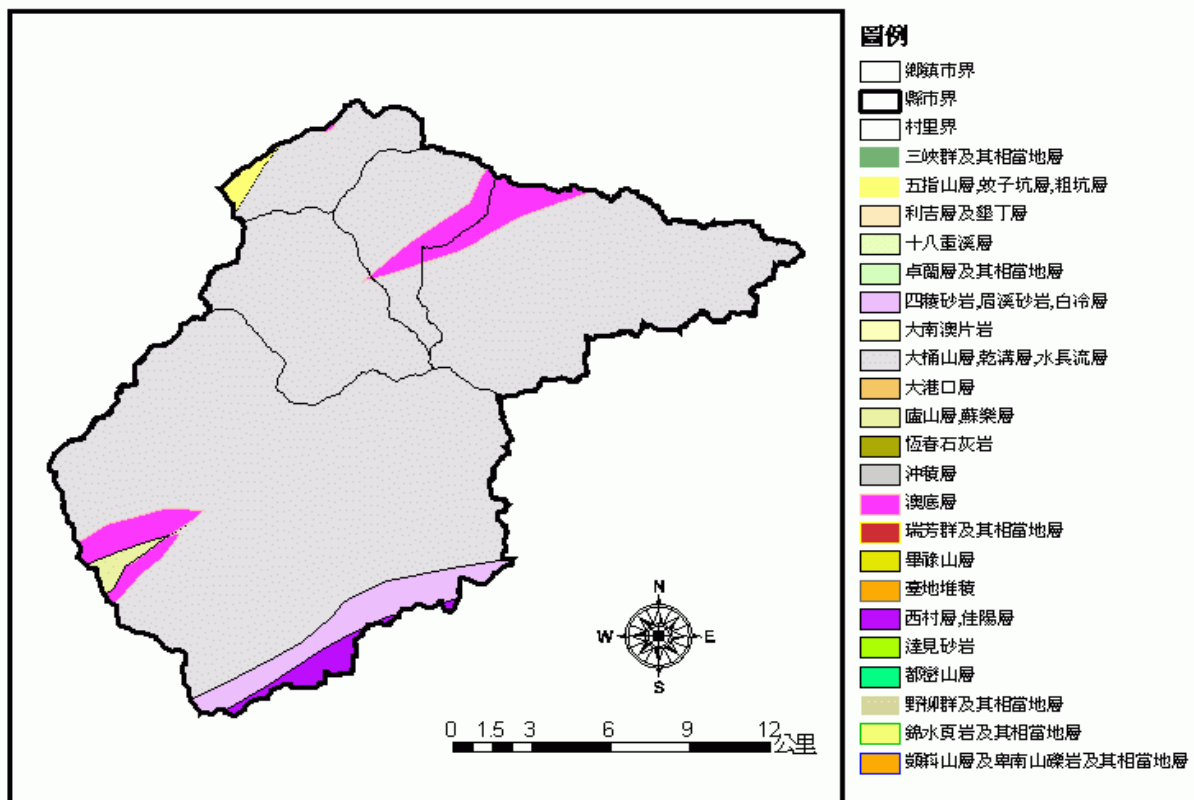 圖例
鄉鎮市界
縣市界
村里界
三峽群及其相當地層
五指山層,蚊子坑層,粗坑層
利吉層及墾丁層
十八重溪層
卓蘭層及其相當地層
四稜砂岩,眉溪砂岩,白冷層
大南澳片岩
大桶山層,乾溝層,水長流層
大港口層
廬山層,蘇樂層
恆春石灰岩
沖積層
澳底層
瑞芳群及其相當地層
畢祿山層
臺地堆積
西村層,佳陽層
達見砂岩
都巒山層
野柳群及其相當地層
錦水頁岩及其相當地層
頭嵙山層及卑南山礫岩及其相當地層
N
W E
S
0 1.5 3 6 9 12 公里